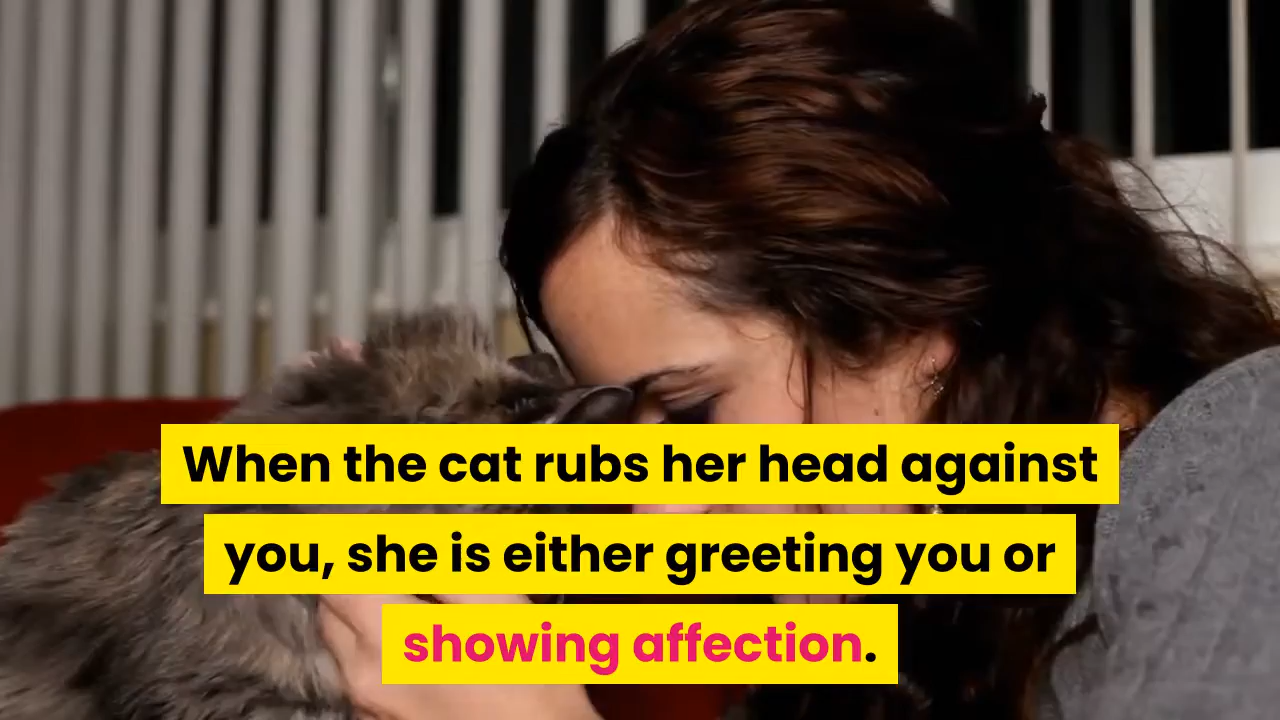 When the cat rubs her head against
you, she is either greeting you or
showing affection.